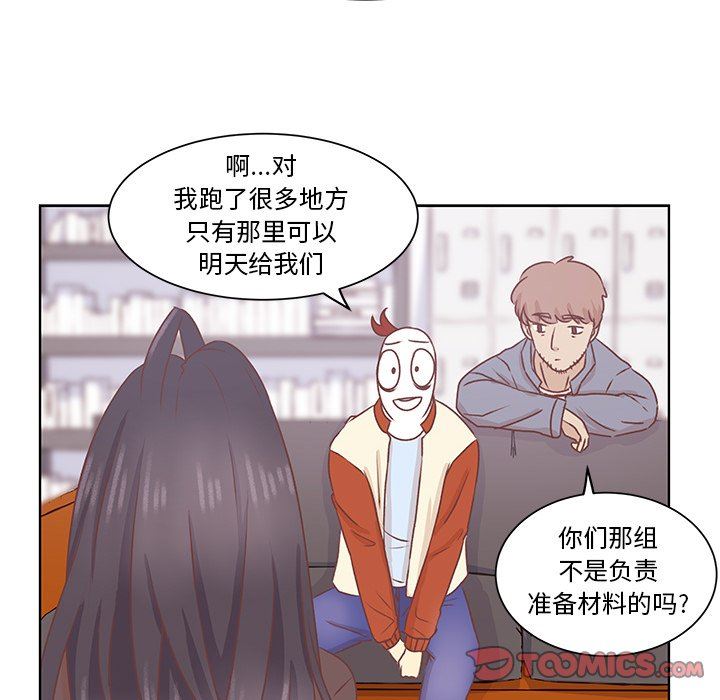 啊...对
我跑了很多地方
只有那里可以
明天给我们
你们那组
不是负责
准备材料的吗?
TOOMICS.COM